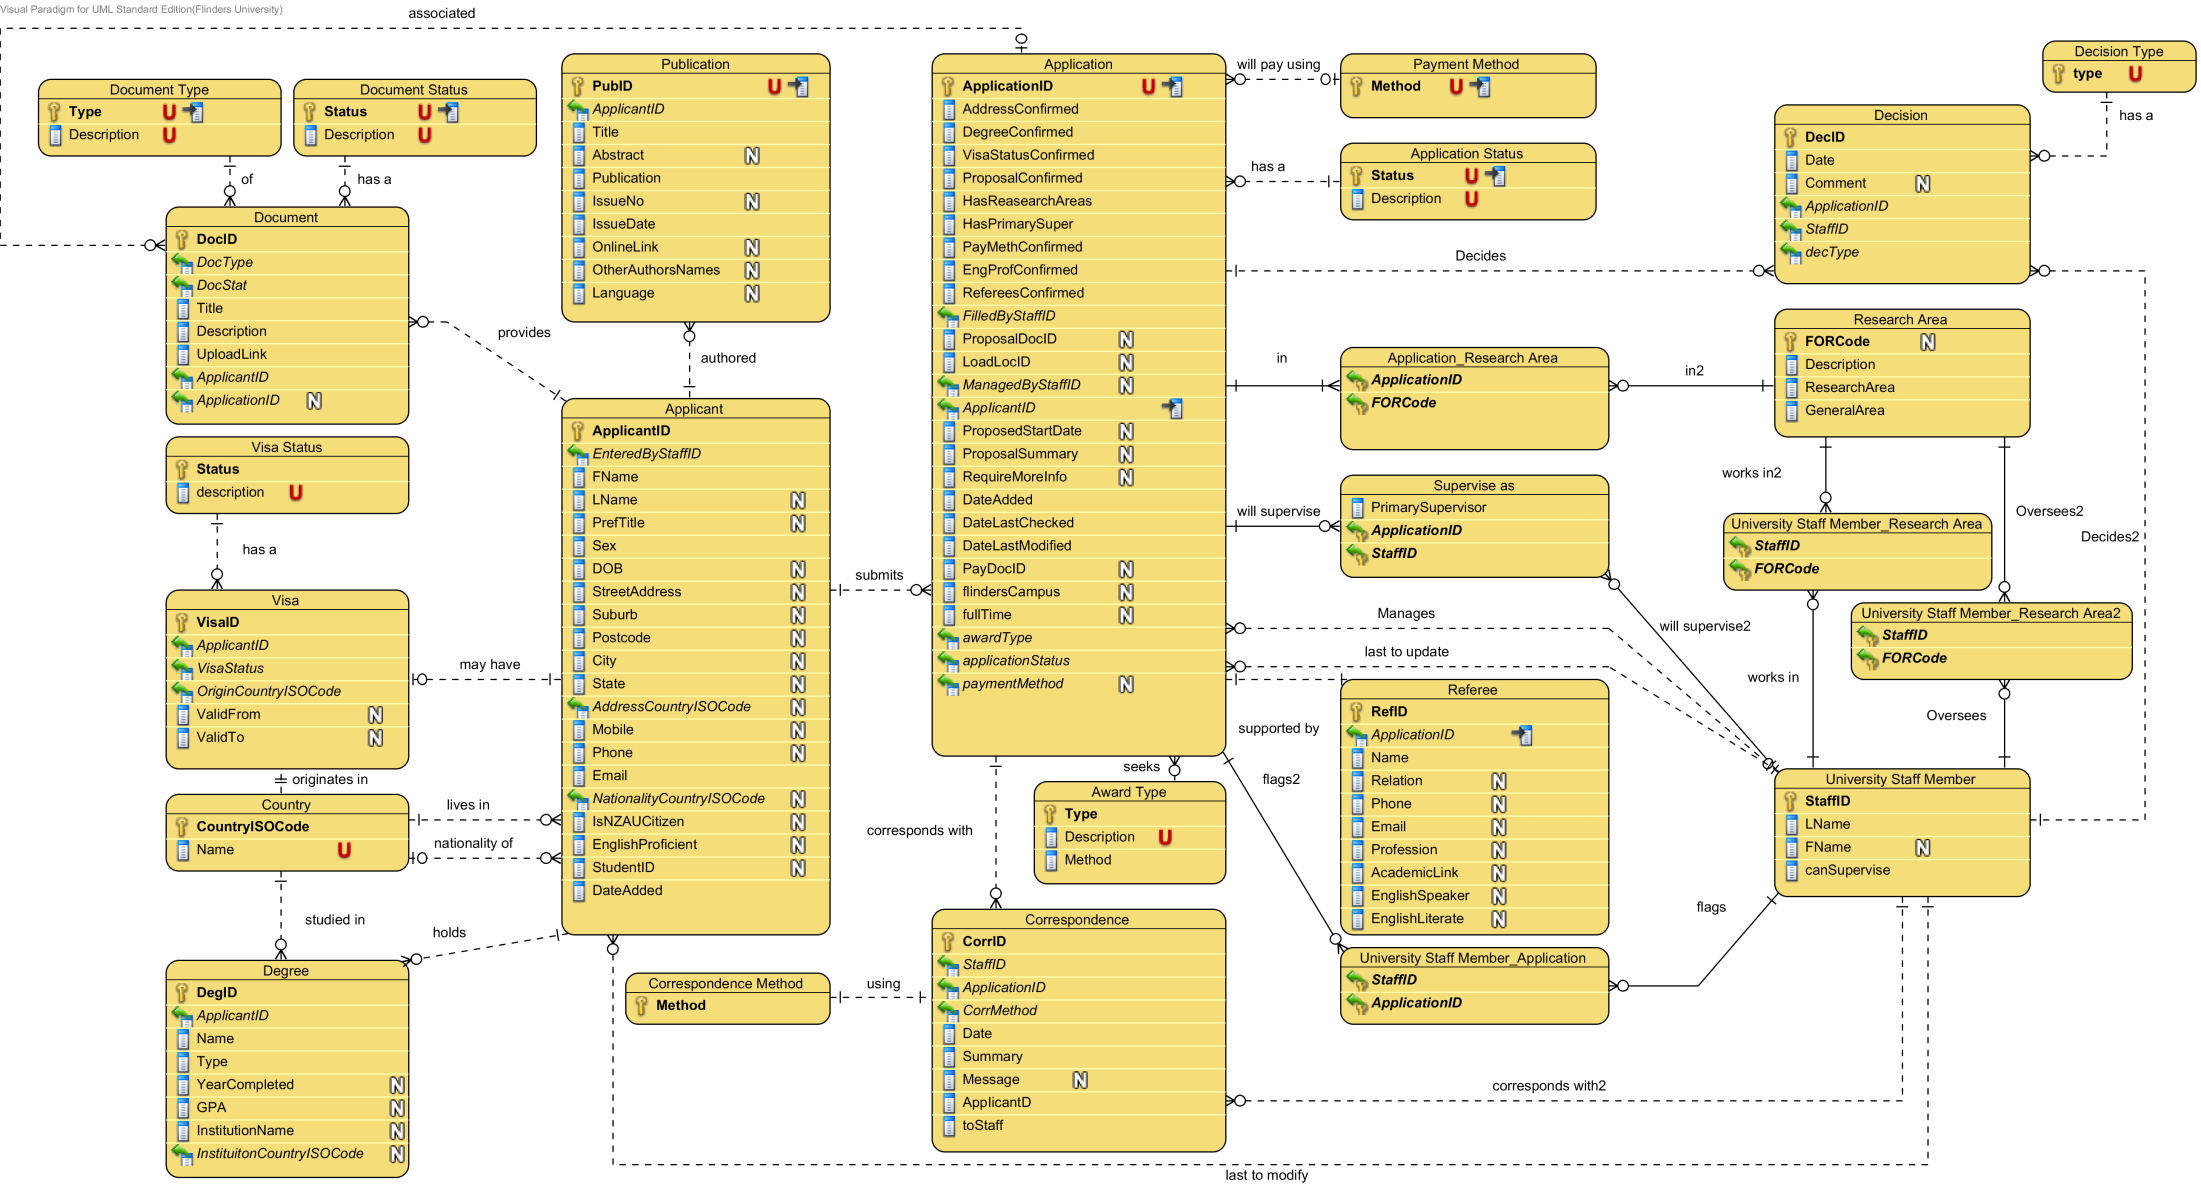 Visual Paradigm for UML Standard Edition(Flinders University)
associated
Document Type
Type U
Description U
Document Status
Status U
Description U
of
has a
Document
DocID
DocType
DocStat
Title
Description
UploadLink
ApplicantID
ApplicationID N
Visa Status
Status
description U
has a
Visa
VisaID
ApplicantID
VisaStatus
OriginCountryISOCode
ValidFrom N
ValidTo N
originates in
Country
CountryISOCode
Name U
studied in
Degree
DegID
ApplicantID
Name
Type
YearCompleted N
GPA N
InstitutionName N
InstituitonCountryISOCode N
provides
may have
lives in
nationality of
holds
Publication
PubID U
ApplicantID
Title
Abstract N
Publication
IssueNo N
IssueDate
OnlineLink N
OtherAuthorsNames N
Language N
authored
Applicant
ApplicantID
EnteredByStaffID
FName
LName N
PrefTitle N
Sex
DOB N
StreetAddress N
Suburb N
Postcode N
City N
State N
AddressCountryISOCode N
Mobile N
Phone N
Email
NationalityCountryISOCode N
IsNZAUCitizen N
EnglishProficient N
StudentID N
DateAdded
Correspondence Method
Method
using
submits
corresponds with
Application
ApplicationID U
AddressConfirmed
DegreeConfirmed
VisaStatusConfirmed
ProposalConfirmed
HasReasearchAreas
HasPrimarySuper
PayMethConfirmed
EngProfConfirmed
RefereesConfirmed
FilledByStaffID
ProposalDocID N
LoadLocID N
ManagedByStaffID N
ApplicantID
ProposedStartDate N
ProposalSummary N
RequireMoreInfo N
DateAdded
DateLastChecked
DateLastModified
PayDocID N
flindersCampus N
fullTime N
awardType
applicationStatus
paymentMethod N
seeks
Award Type
Type
Description U
Method
Correspondence
CorrID
StaffID
ApplicationID
CorrMethod
Date
Summary
Message N
ApplicantD
toStaff
will pay using
has a
Decides
in
will supervise
Manages
last to update
supported by
flags2
Payment Method
Method U
Application Status
Status U
Description U
Application_Research Area
ApplicationID
FORCode
in2
Supervise as
PrimarySupervisor
ApplicationID
StaffID
will supervise2
Referee
RefID
ApplicationID
Name
Relation N
Phone N
Email N
Profession N
AcademicLink N
EnglishSpeaker N
EnglishLiterate N
University Staff Member_Application
StaffID
ApplicationID
flags
corresponds with2
last to modify
Decision Type
type U
has a
Decision
DecID
Date
Comment N
ApplicationID
StaffID
decType
Research Area
FORCode N
Description
ResearchArea
GeneralArea
works in2
Oversees2
Decides2
University Staff Member_Research Area
StaffID
FORCode
University Staff Member_Research Area2
StaffID
FORCode
works in
Oversees
University Staff Member
StaffID
LName
FName N
canSupervise